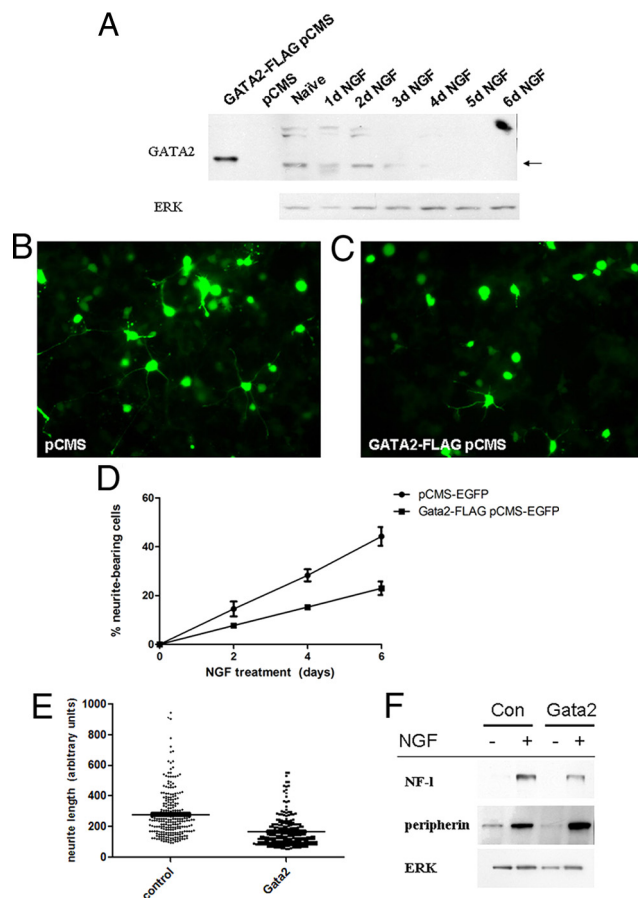 A
GATA2-FLAG pCMS
pCMS
Naïve
1d NGF
2d NGF
3d NGF
4d NGF
5d NGF
6d NGF
GATA2
ERK
B
pCMS
C
GATA2-FLAG pCMS
D
% neurite-bearing cells
60
40
20
0
0 2 4 6
NGF treatment (days)
pCMS-EGFP
Gata2-FLAG pCMS-EGFP
E
neurite length (arbitrary units)
1000
800
600
400
200
0
control
Gata2
F
Con Gata2
NGF - + - +
NF-l
peripherin
ERK